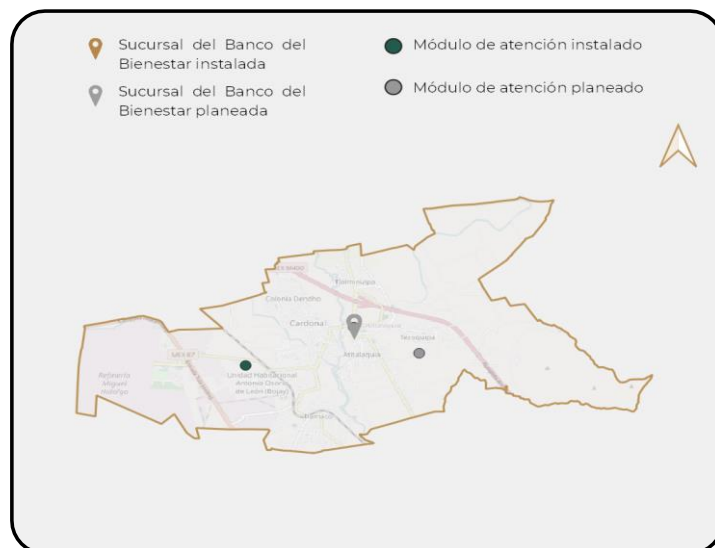 Sucursal del Banco del
Bienestar instalada
Sucursal del Banco del
Bienestar planeada
Módulo de atención instalado
Módulo de atención planeado
Colonia Dendho
Cardonal
Atitalaquia
Refinería
Miguel
Hidalgo
Unidad Habitacional
Antonio Osorio
de León (Bojay)